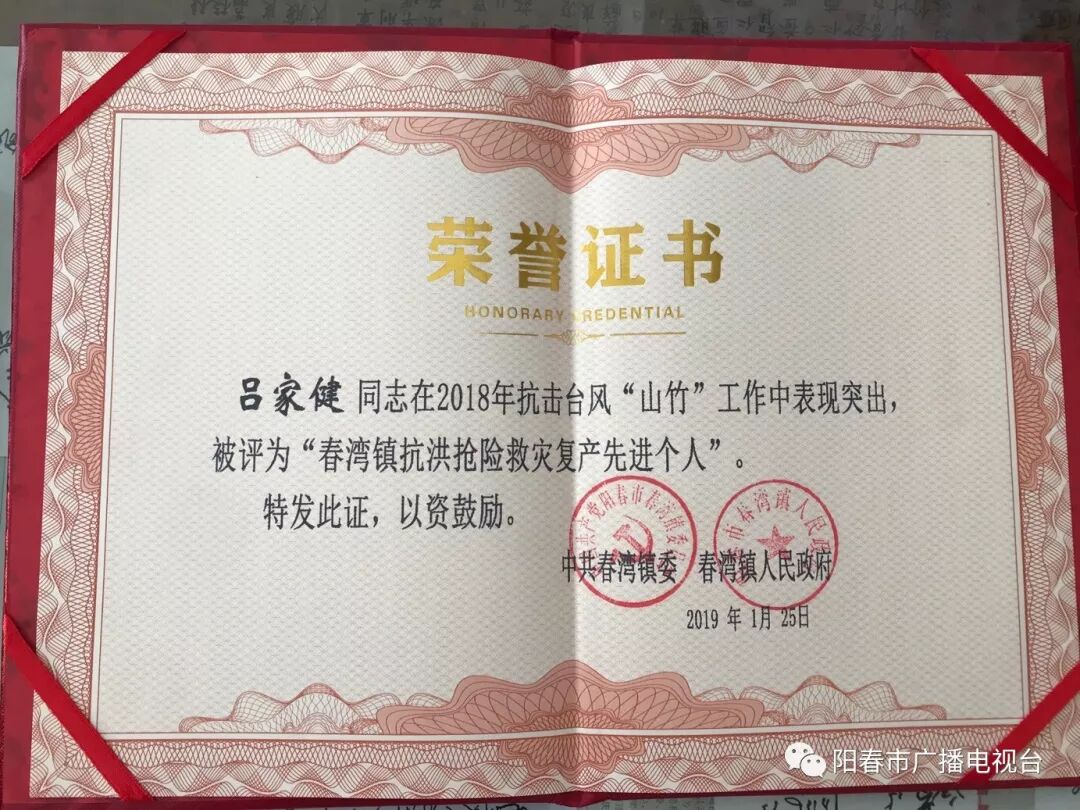 荣誉证书
HONORARY CREDENTIAL
吕家健 同志在2018年抗击台风“山竹”工作中表现突出，
被评为“春湾镇抗洪抢险救灾复产先进个人”。
特发此证，以资鼓励。
中共春湾镇委 春湾镇人民政府
2019 年 1月 25日
阳春市广播电视台